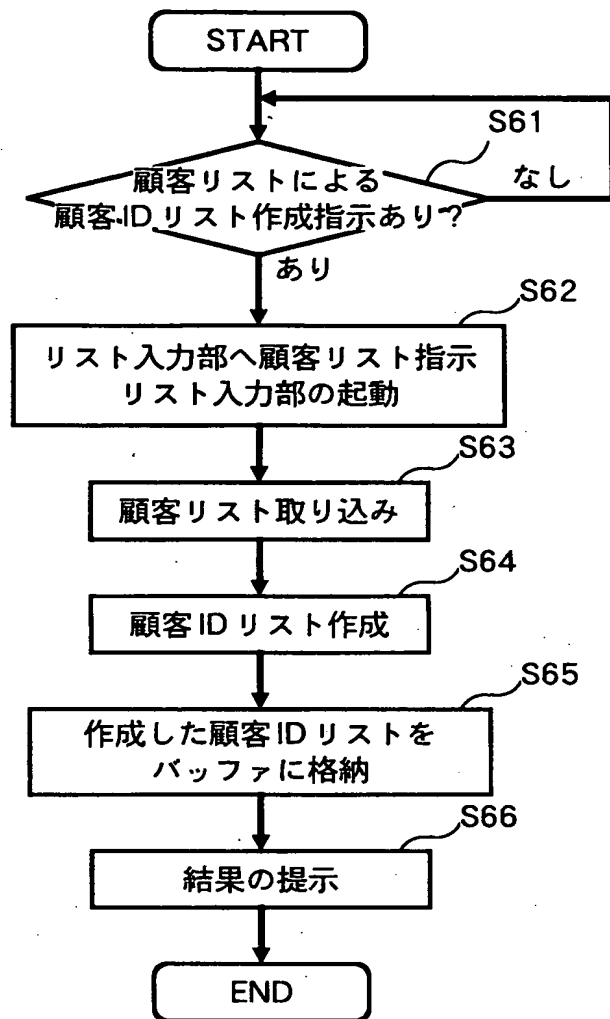 START
S61
顧客リストによる
顧客IDリスト作成指示あり?
なし
あり
S62
リスト入力部へ顧客リスト指示
リスト入力部の起動
S63
顧客リスト取り込み
S64
顧客IDリスト作成
S65
作成した顧客IDリストを
バッファに格納
S66
結果の提示
END